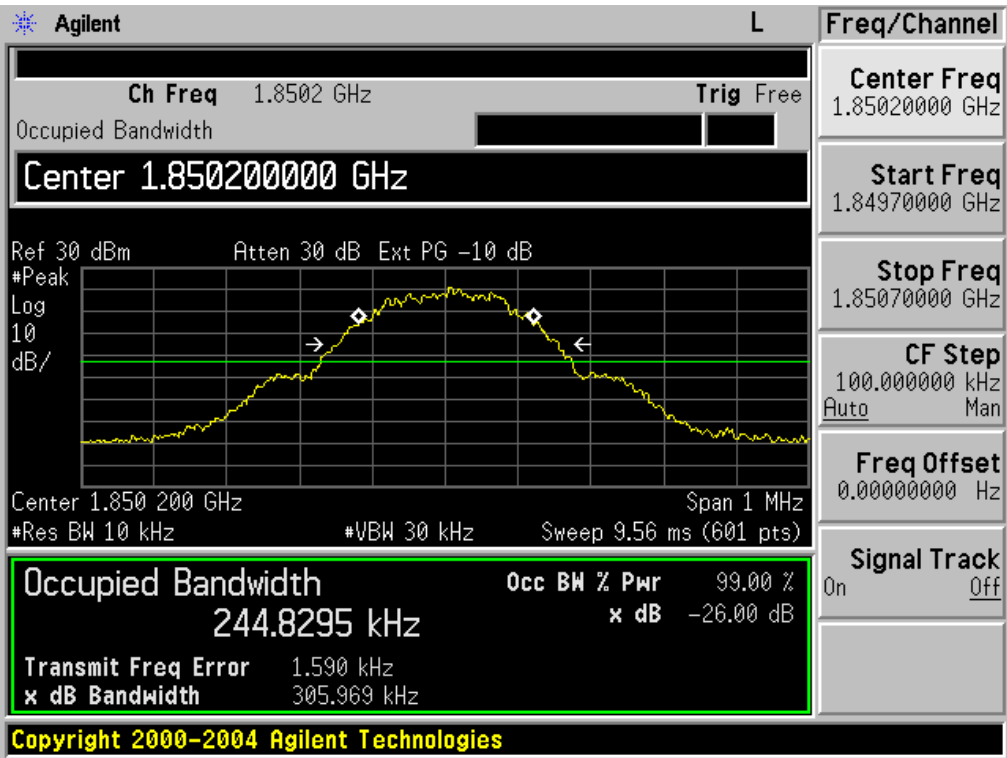 Agilent
L
Freq/Channel
Ch Freq 1.8502 GHz
Trig Free
Occupied Bandwidth
Center 1.850200000 GHz
Ref 30 dBm
Atten 30 dB
Ext PG -10 dB
#Peak
Log
10
dB/
Center 1.850 200 GHz
Span 1 MHz
#Res BW 10 kHz
#VBW 30 kHz
Sweep 9.56 ms (601 pts)
Occupied Bandwidth
244.8295 kHz
Occ BW % Pwr 99.00 %
x dB -26.00 dB
Transmit Freq Error 1.590 kHz
x dB Bandwidth 305.969 kHz
Copyright 2000-2004 Agilent Technologies
Center Freq
1.85020000 GHz
Start Freq
1.84970000 GHz
Stop Freq
1.85070000 GHz
CF Step
100.000000 kHz
Auto Man
Freq Offset
0.00000000 Hz
Signal Track
On Off